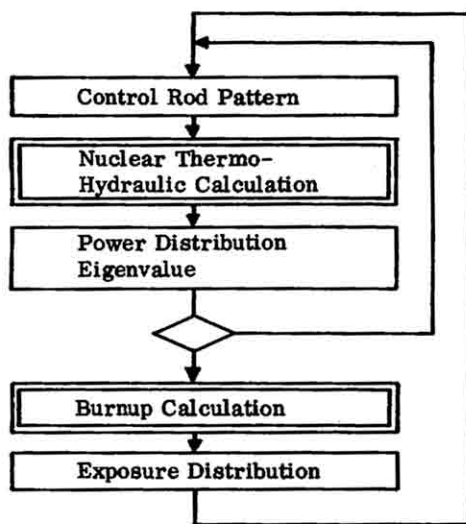 Control Rod Pattern
Nuclear Thermo-
Hydraulic Calculation
Power Distribution
Eigenvalue
Burnup Calculation
Exposure Distribution